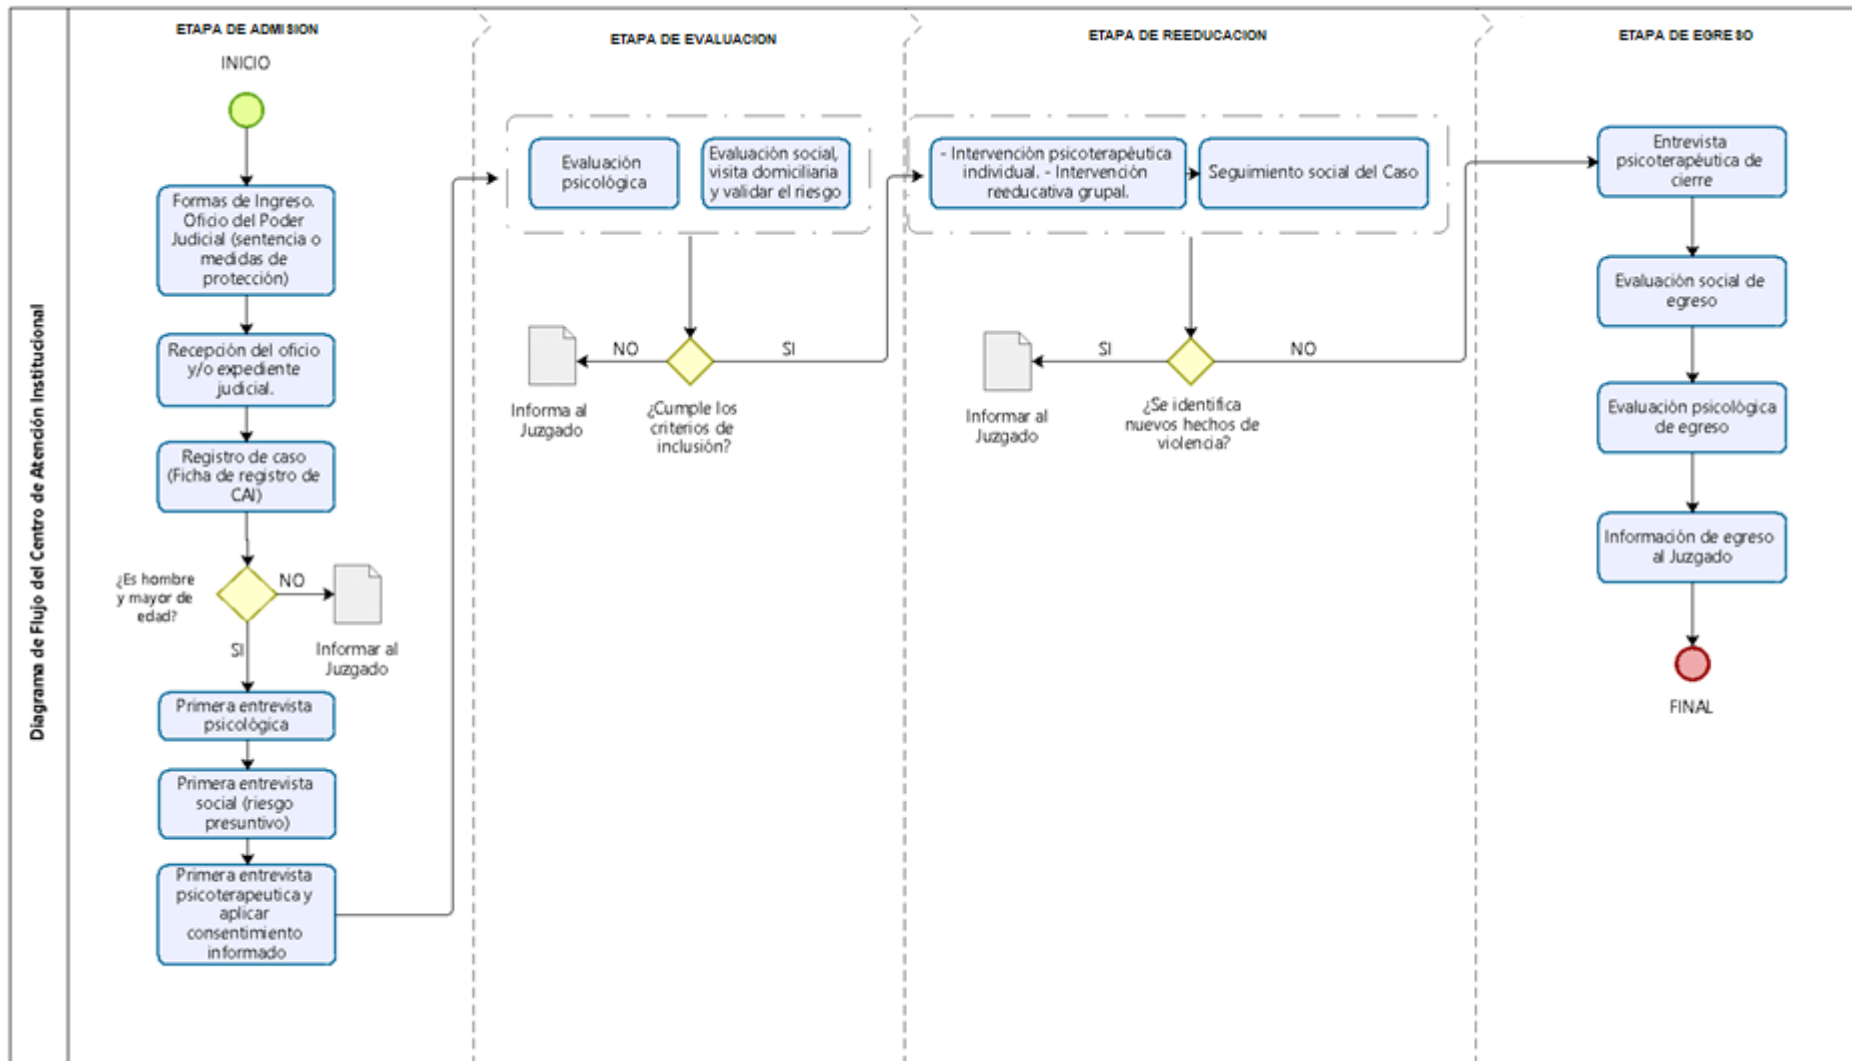 Diagrama de Flujo del Centro de Atención Institucional
ETAPA DE ADMISION
INICIO
Formas de Ingreso.
Oficio del Poder
Judicial (sentencia o
medidas de
protección)
Recepción del oficio
y/o expediente
judicial.
Registro de caso
(Ficha de registro de
CAI)
¿Es hombre
y mayor de
edad?
NO
Informar al
Juzgado
SI
Primera entrevista
psicológica
Primera entrevista
social (riesgo
presuntivo)
Primera entrevista
psicoterapeutica y
aplicar
consentimiento
informado
ETAPA DE EVALUACION
Evaluación
psicológica
Evaluación social,
visita domiciliaria
y validar el riesgo
NO
SI
Informa al
Juzgado
¿Cumple los
criterios de
inclusión?
ETAPA DE REEDUCACION
- Intervención psicoterapéutica
individual. - Intervención
reeducativa grupal.
Seguimiento social del Caso
SI
NO
Informar al
Juzgado
¿Se identifica
nuevos hechos de
violencia?
ETAPA DE EGRESO
Entrevista
psicoterapéutica de
cierre
Evaluación social de
egreso
Evaluación psicológica
de egreso
Información de egreso
al Juzgado
FINAL